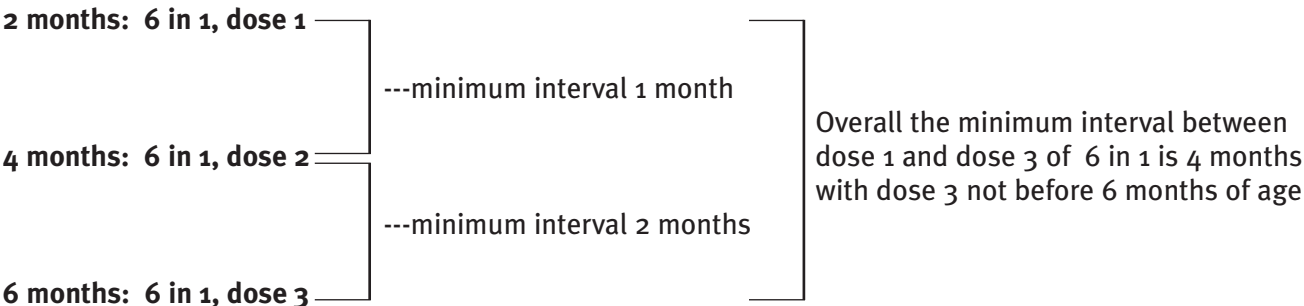 2 months: 6 in 1, dose 1
---minimum interval 1 month
4 months: 6 in 1, dose 2
---minimum interval 2 months
6 months: 6 in 1, dose 3
Overall the minimum interval between
dose 1 and dose 3 of 6 in 1 is 4 months
with dose 3 not before 6 months of age